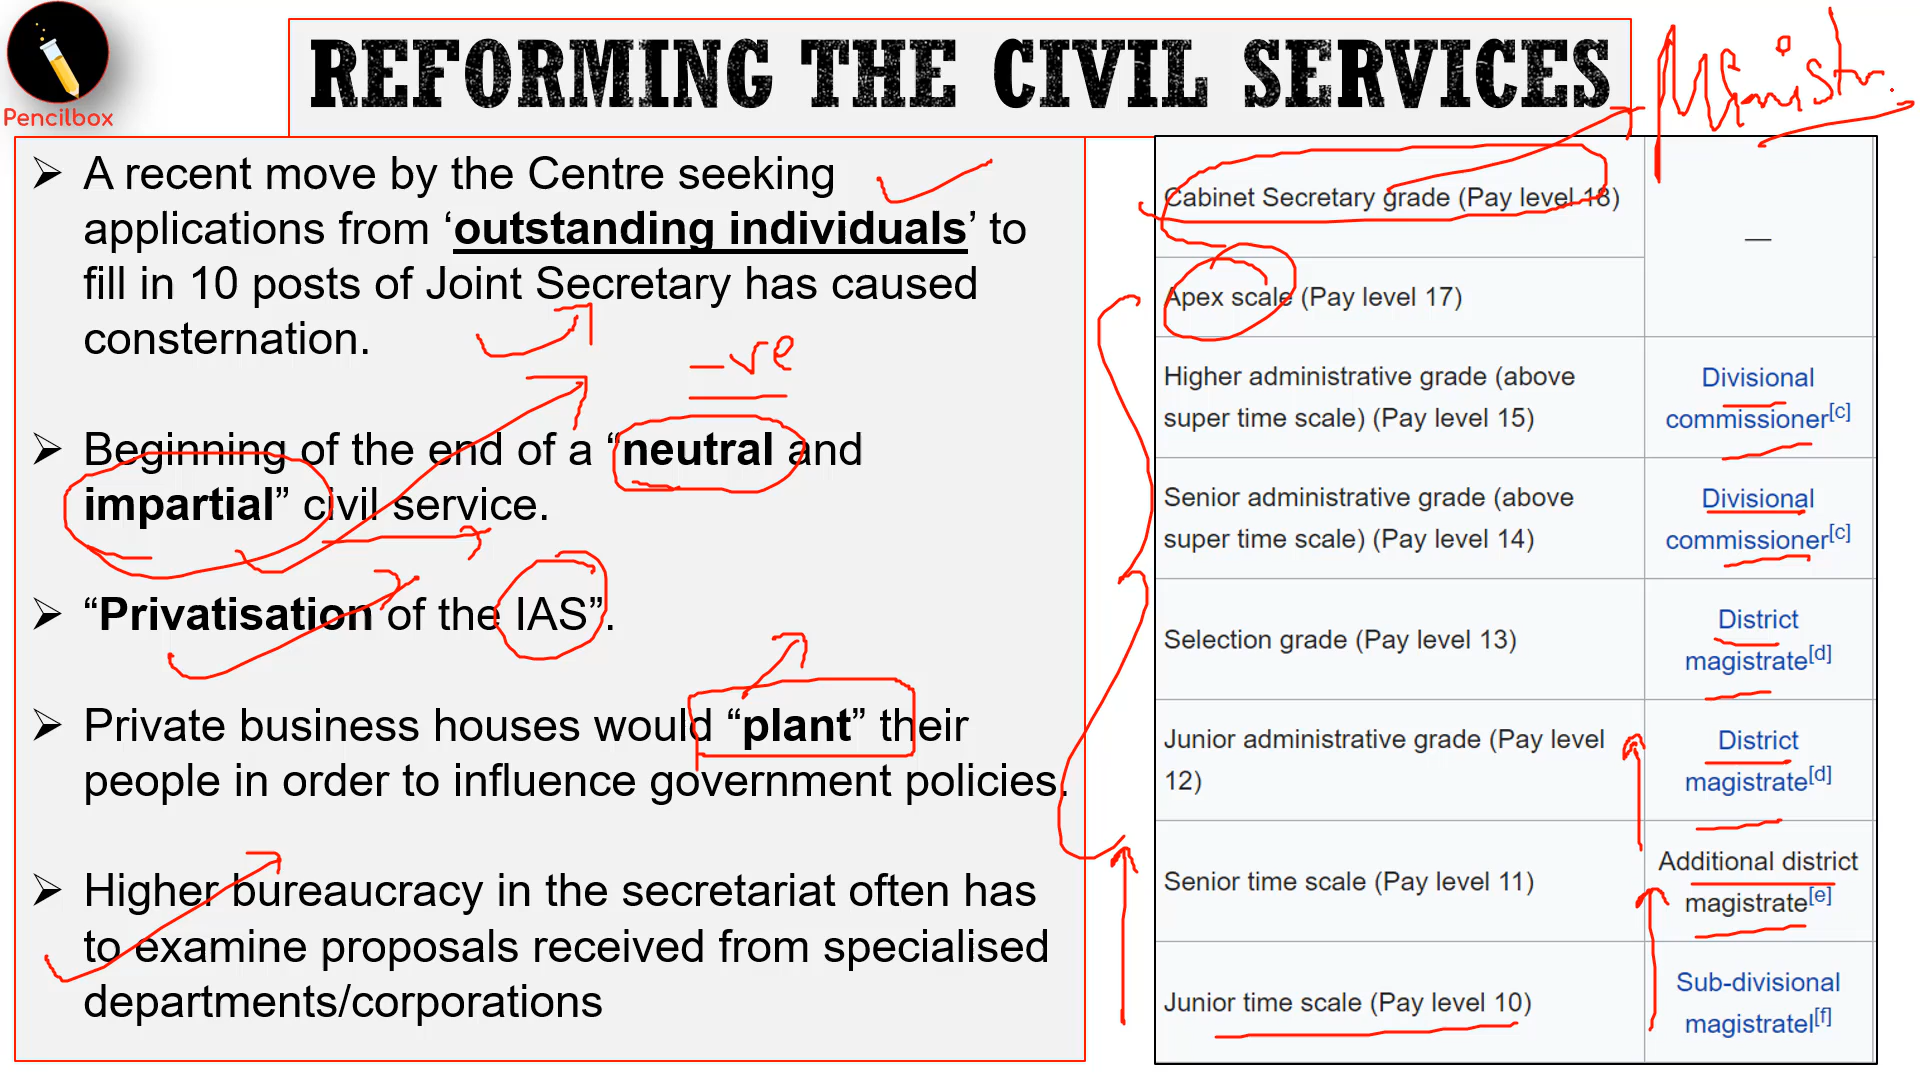 Pencilbox
REFORMING THE CIVIL SERVICES
Ministr
➢ A recent move by the Centre seeking
applications from ‘outstanding individuals’ to
fill in 10 posts of Joint Secretary has caused
consternation.
-ve
➢ Beginning of the end of a “neutral and
impartial” civil service.
➢ “Privatisation of the IAS”.
➢ Private business houses would “plant” their
people in order to influence government policies.
➢ Higher bureaucracy in the secretariat often has
to examine proposals received from specialised
departments/corporations
Cabinet Secretary grade (Pay level 18)
—
Apex scale (Pay level 17)
Higher administrative grade (above
super time scale) (Pay level 15)
Divisional
commissioner[c]
Senior administrative grade (above
super time scale) (Pay level 14)
Divisional
commissioner[c]
Selection grade (Pay level 13)
District
magistrate[d]
Junior administrative grade (Pay level
12)
District
magistrate[d]
Senior time scale (Pay level 11)
Additional district
magistrate[e]
Junior time scale (Pay level 10)
Sub-divisional
magistratel[f]